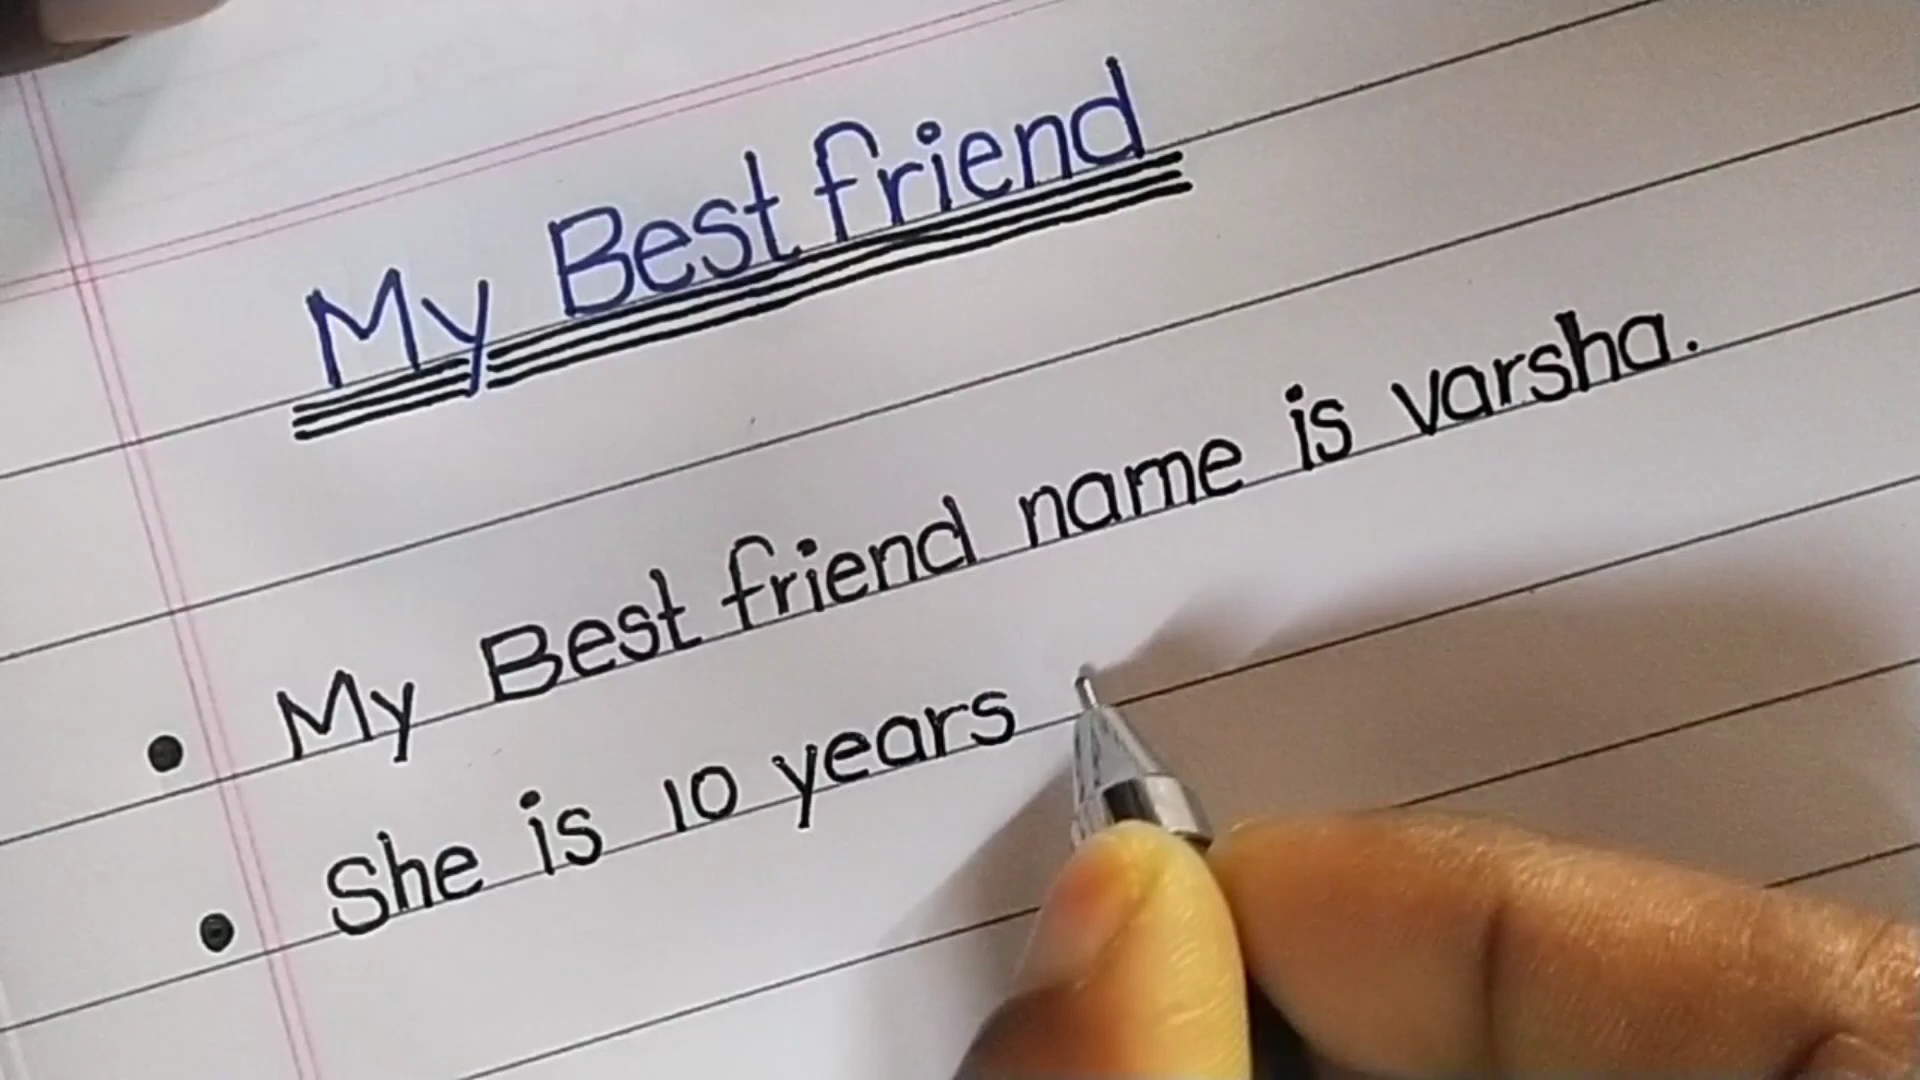 My Best friend
• My Best friend name is varsha.
• She is 10 years